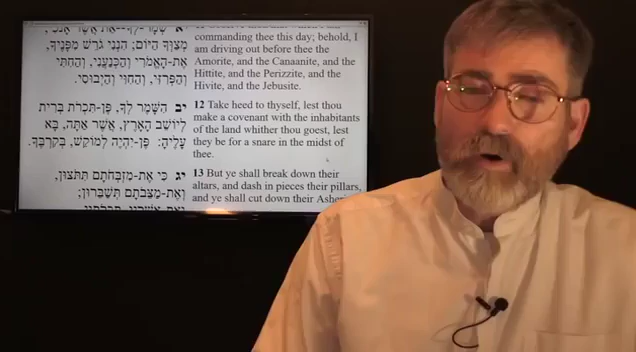 מְצַוְּךָ הַיּוֹם; הִנְנִי גֹרֵשׁ מִפָּנֶיךָ,
אֶת-הָאֱמֹרִי וְהַכְּנַעֲנִי, וְהַחִתִּי
וְהַפְּרִזִּי, וְהַחִוִּי וְהַיְבוּסִי.
יב הִשָּׁמֶר לְךָ, פֶּן-תִּכְרֹת בְּרִית
לְיוֹשֵׁב הָאָרֶץ, אֲשֶׁר אַתָּה, בָּא
עָלֶיהָ: פֶּן-יִהְיֶה לְמוֹקֵשׁ, בְּקִרְבֶּךָ.
יג כִּי אֶת-מִזְבְּחֹתָם תִּתֹּצוּן,
וְאֶת-מַצֵּבֹתָם תְּשַׁבֵּרוּן;
commanding thee this day; behold, I
am driving out before thee the
Amorite, and the Canaanite, and the
Hittite, and the Perizzite, and the
Hivite, and the Jebusite.
12 Take heed to thyself, lest thou
make a covenant with the inhabitants
of the land whither thou goest, lest
they be for a snare in the midst of
thee.
13 But ye shall break down their
altars, and dash in pieces their pillars,
and ye shall cut down their